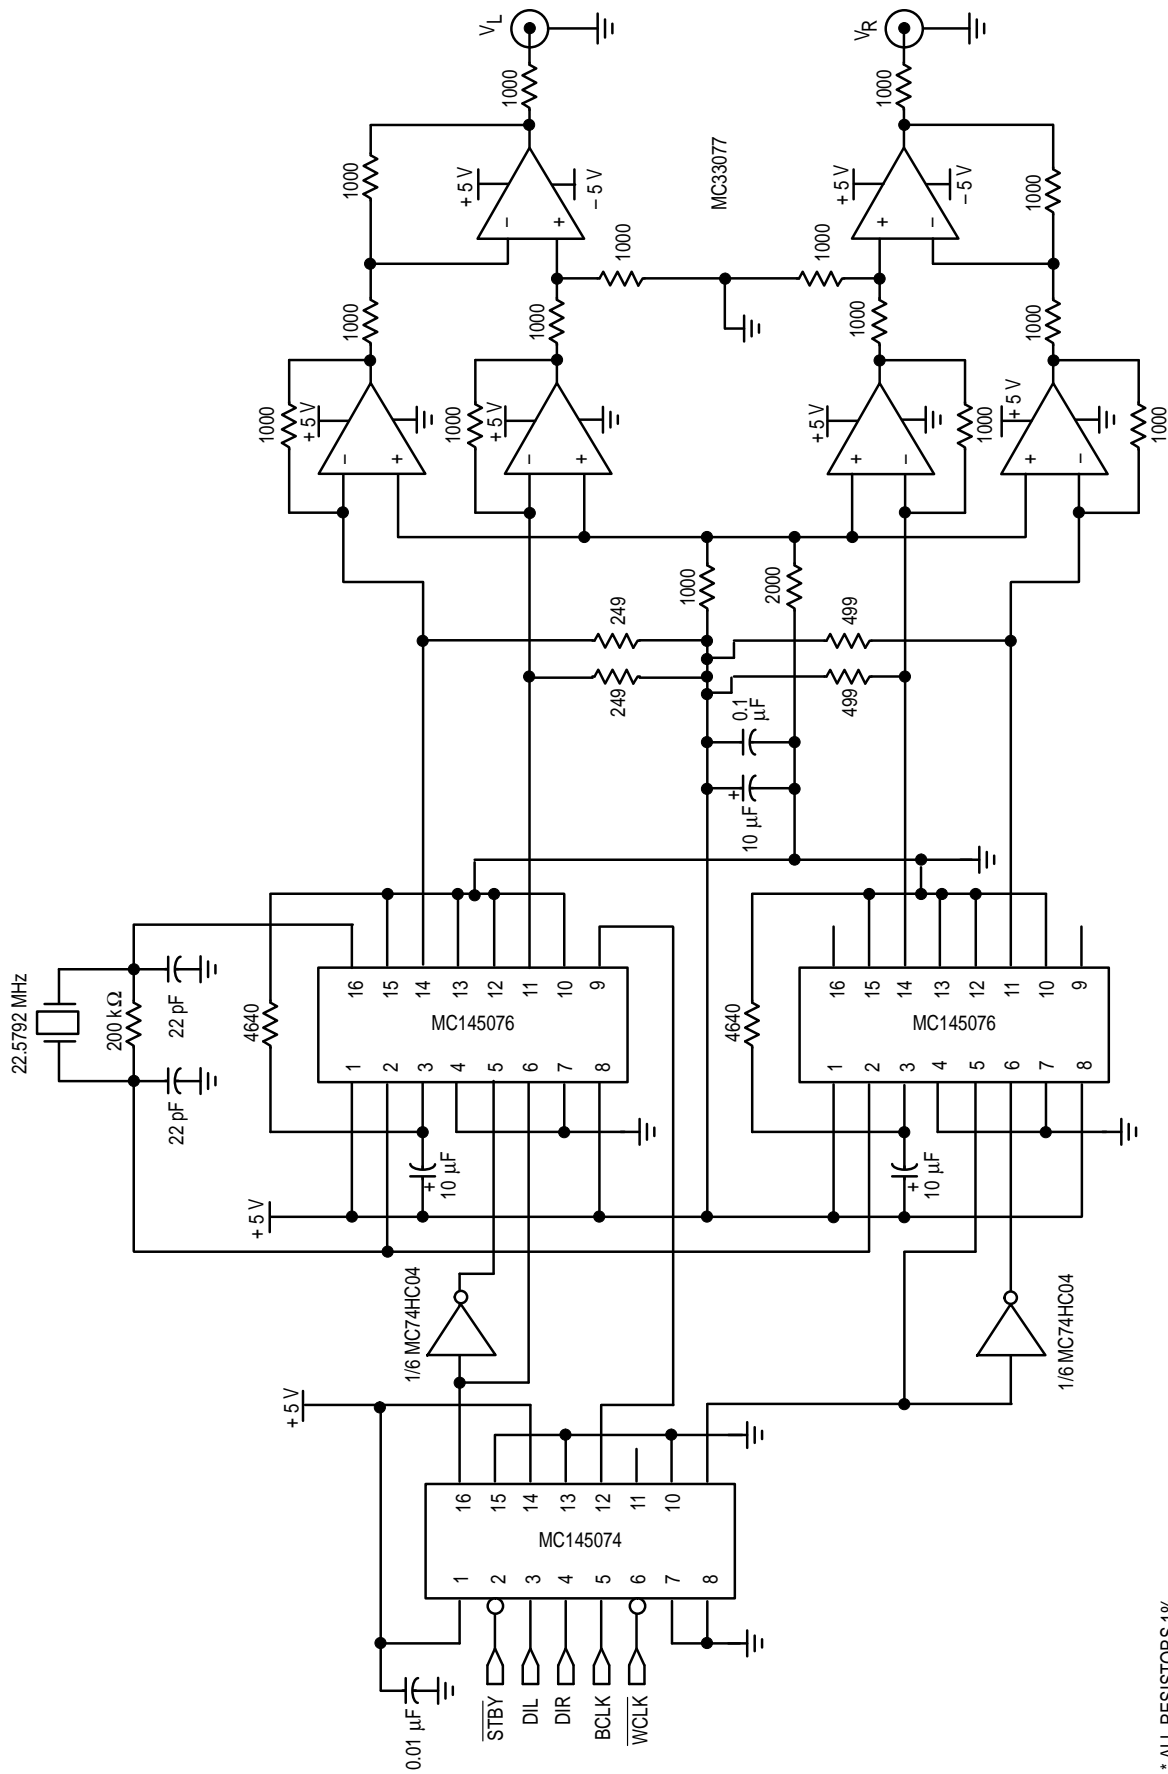 22.5792 MHz
200 kΩ
22 pF
22 pF
+ 5 V
4640
10 µF
+
1
2
3
4
5
6
7
8
MC145076
16
15
14
13
12
11
10
9
4640
10 µF
+
1
2
3
4
5
6
7
8
MC145076
16
15
14
13
12
11
10
9
+ 5 V
0.01 µF
STBY
DIL
DIR
BCLK
WCLK
1
2
3
4
5
6
7
8
MC145074
16
15
14
13
12
11
10
1/6 MC74HC04
1/6 MC74HC04
10 µF
+
0.1
µF
249
249
499
499
1000
2000
1000
+ 5 V
–
+
1000
+ 5 V
–
+
1000
+ 5 V
+
–
1000
+ 5 V
+
–
1000
1000
1000
1000
1000
1000
1000
+ 5 V
– 5 V
–
+
1000
VL
MC33077
1000
+ 5 V
– 5 V
+
–
1000
VR
* ALL RESISTORS 1%